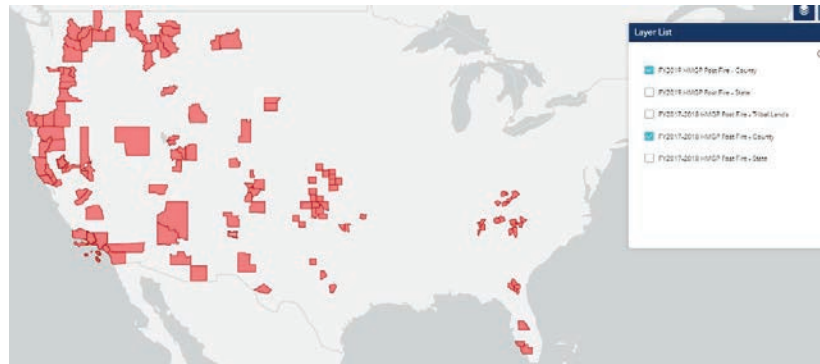 Layer List
FY2019 HMGP Post Fire - County
FY2019 HMGP Post Fire - State
FY2017-2018 HMGP Post Fire - Tribal Lands
FY2017-2018 HMGP Post Fire - County
FY2017-2018 HMGP Post Fire - State